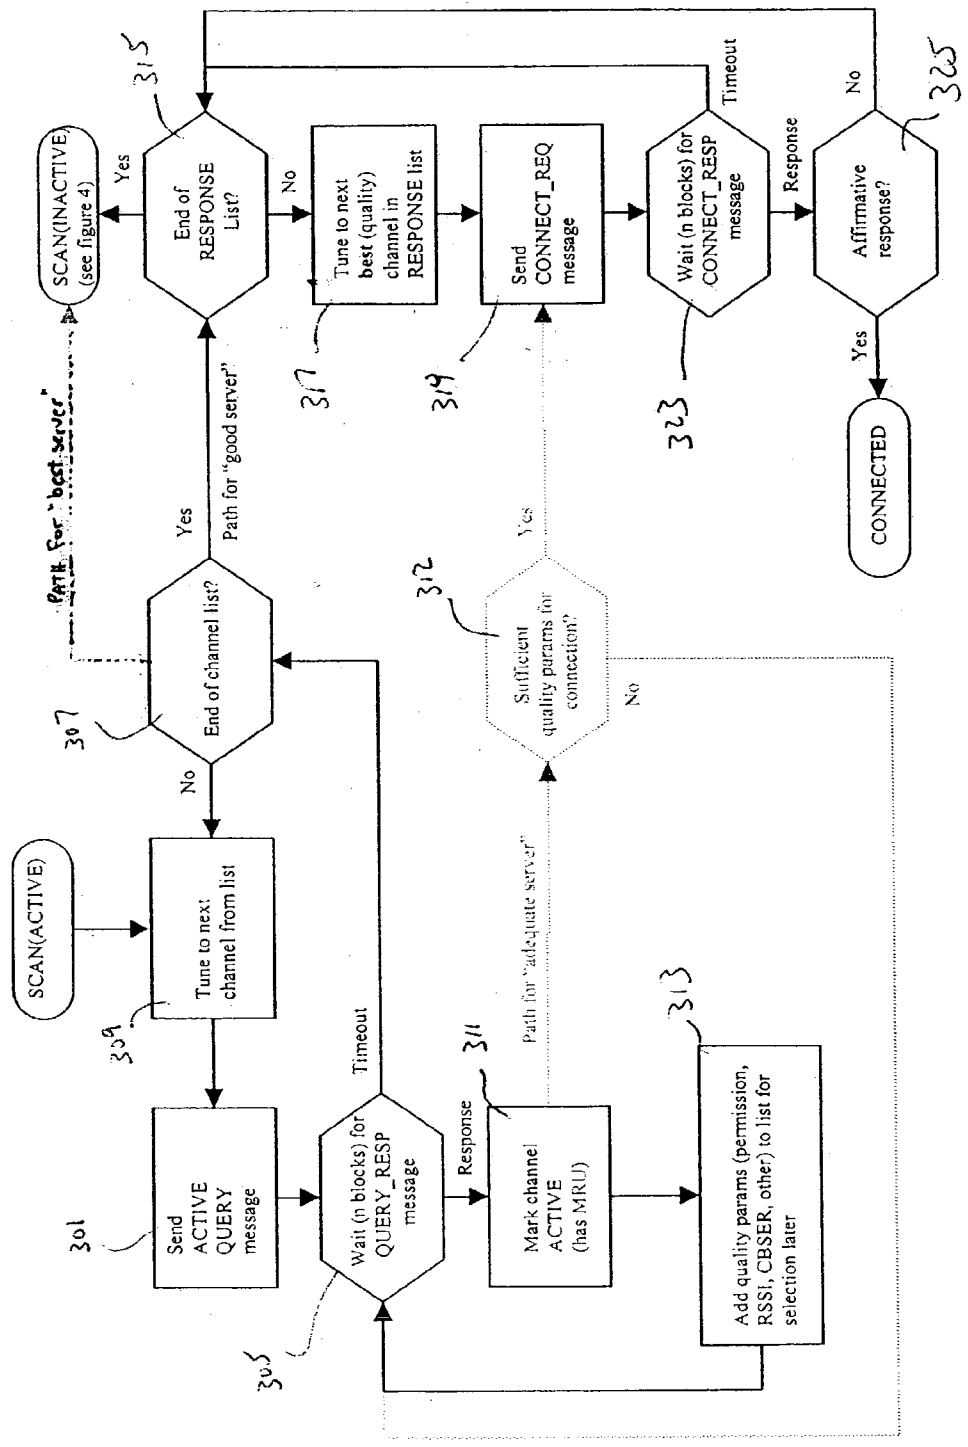 SCAN(ACTIVE)
309
Tune to next
channel from list
No
307
End of channel list?
Yes
Path for "good server"
PATH For "best server"
SCAN(INACTIVE)
(see figure 4)
Yes
315
End of
RESPONSE
List?
No
301
Send
ACTIVE
QUERY
message
305
Wait (n blocks) for
QUERY_RESP
message
Timeout
Response
311
Mark channel
ACTIVE
(has MRU)
Path for "adequate server"
312
Sufficient
quality params for
connection?
Yes
No
313
Add quality params (permission,
RSSI, CBSER, other) to list for
selection later
317
Tune to next
best (quality)
channel in
RESPONSE list
319
Send
CONNECT_REQ
message
323
Wait (n blocks) for
CONNECT_RESP
message
Timeout
Response
325
Affirmative
response?
No
Yes
CONNECTED